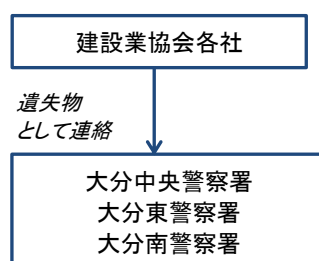 建設業協会各社
遺失物
として連絡
大分中央警察署
大分東警察署
大分南警察署